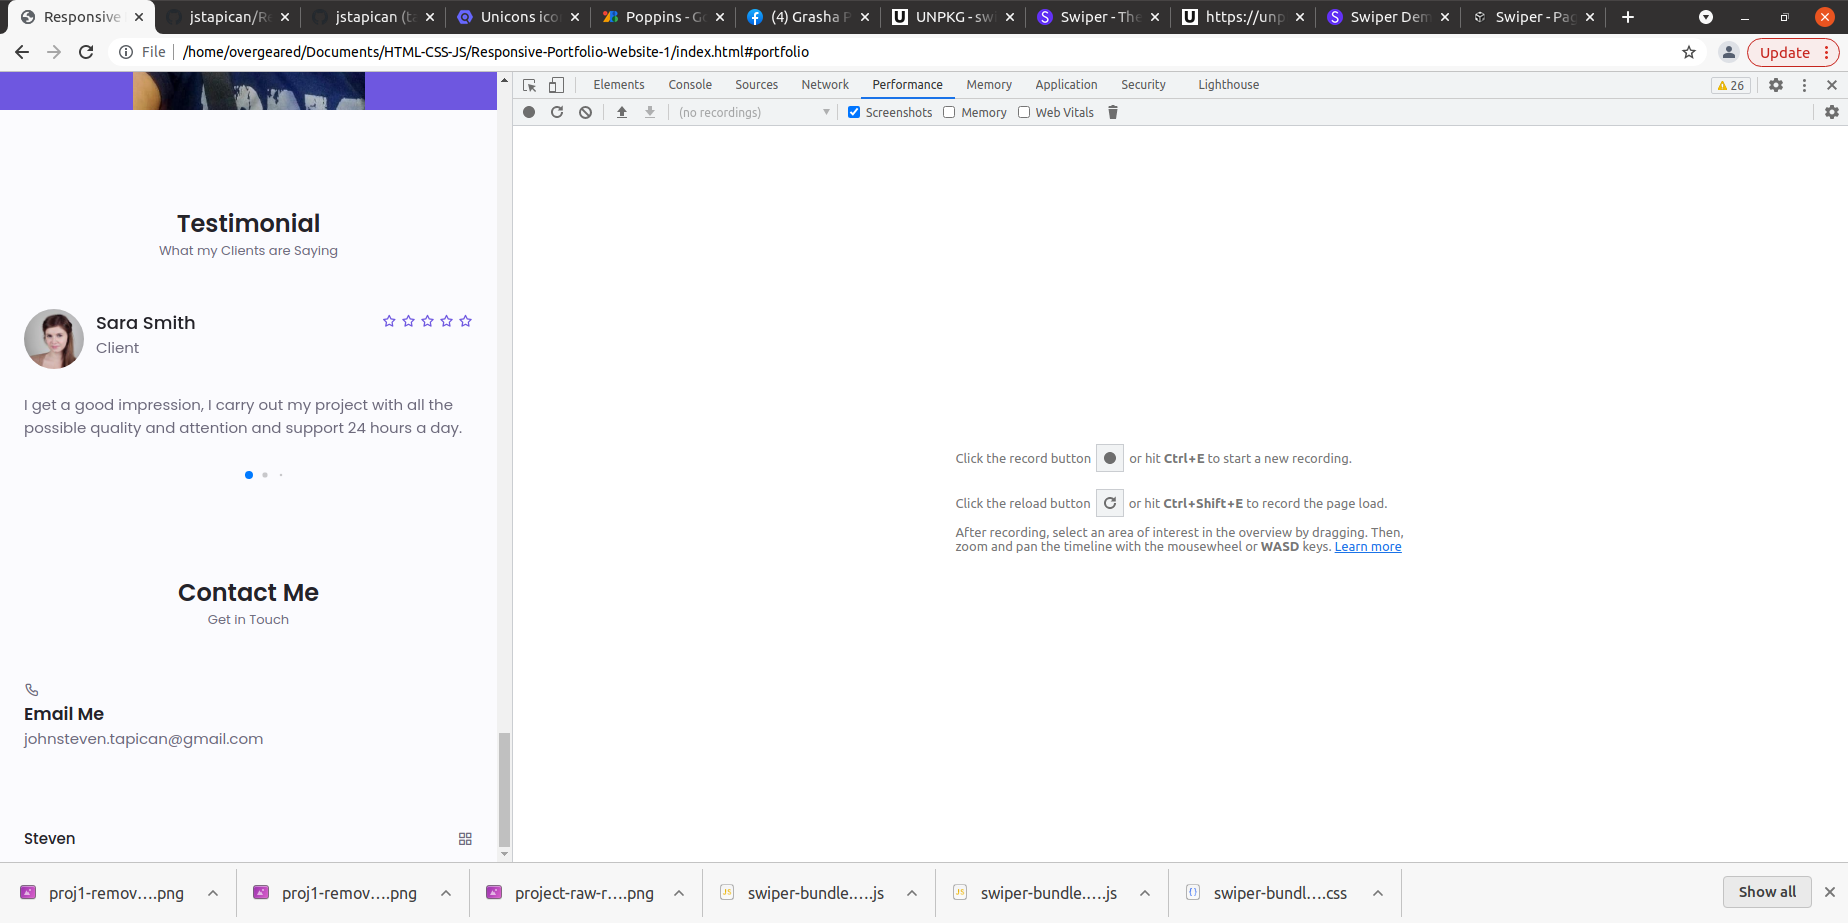 Responsive
jstapican/Re
jstapican (ta
Unicons ico
Poppins - Go
(4) Grasha P
UNPKG - swi
Swiper - The
https://unp
Swiper Dem
Swiper - Pag
File
/home/overgeared/Documents/HTML-CSS-JS/Responsive-Portfolio-Website-1/index.html#portfolio
Update
Elements Console Sources Network Performance Memory Application Security Lighthouse
26
(no recordings)
Screenshots
Memory
Web Vitals
Testimonial
What my Clients are Saying
Sara Smith
Client
I get a good impression, I carry out my project with all the
possible quality and attention and support 24 hours a day.
Contact Me
Get in Touch
Email Me
johnsteven.tapican@gmail.com
Steven
Click the record button or hit Ctrl+E to start a new recording.
Click the reload button or hit Ctrl+Shift+E to record the page load.
After recording, select an area of interest in the overview by dragging. Then,
zoom and pan the timeline with the mousewheel or WASD keys. Learn more
proj1-remov....png
proj1-remov....png
project-raw-r....png
swiper-bundle.....js
swiper-bundle.....js
swiper-bundl....css
Show all